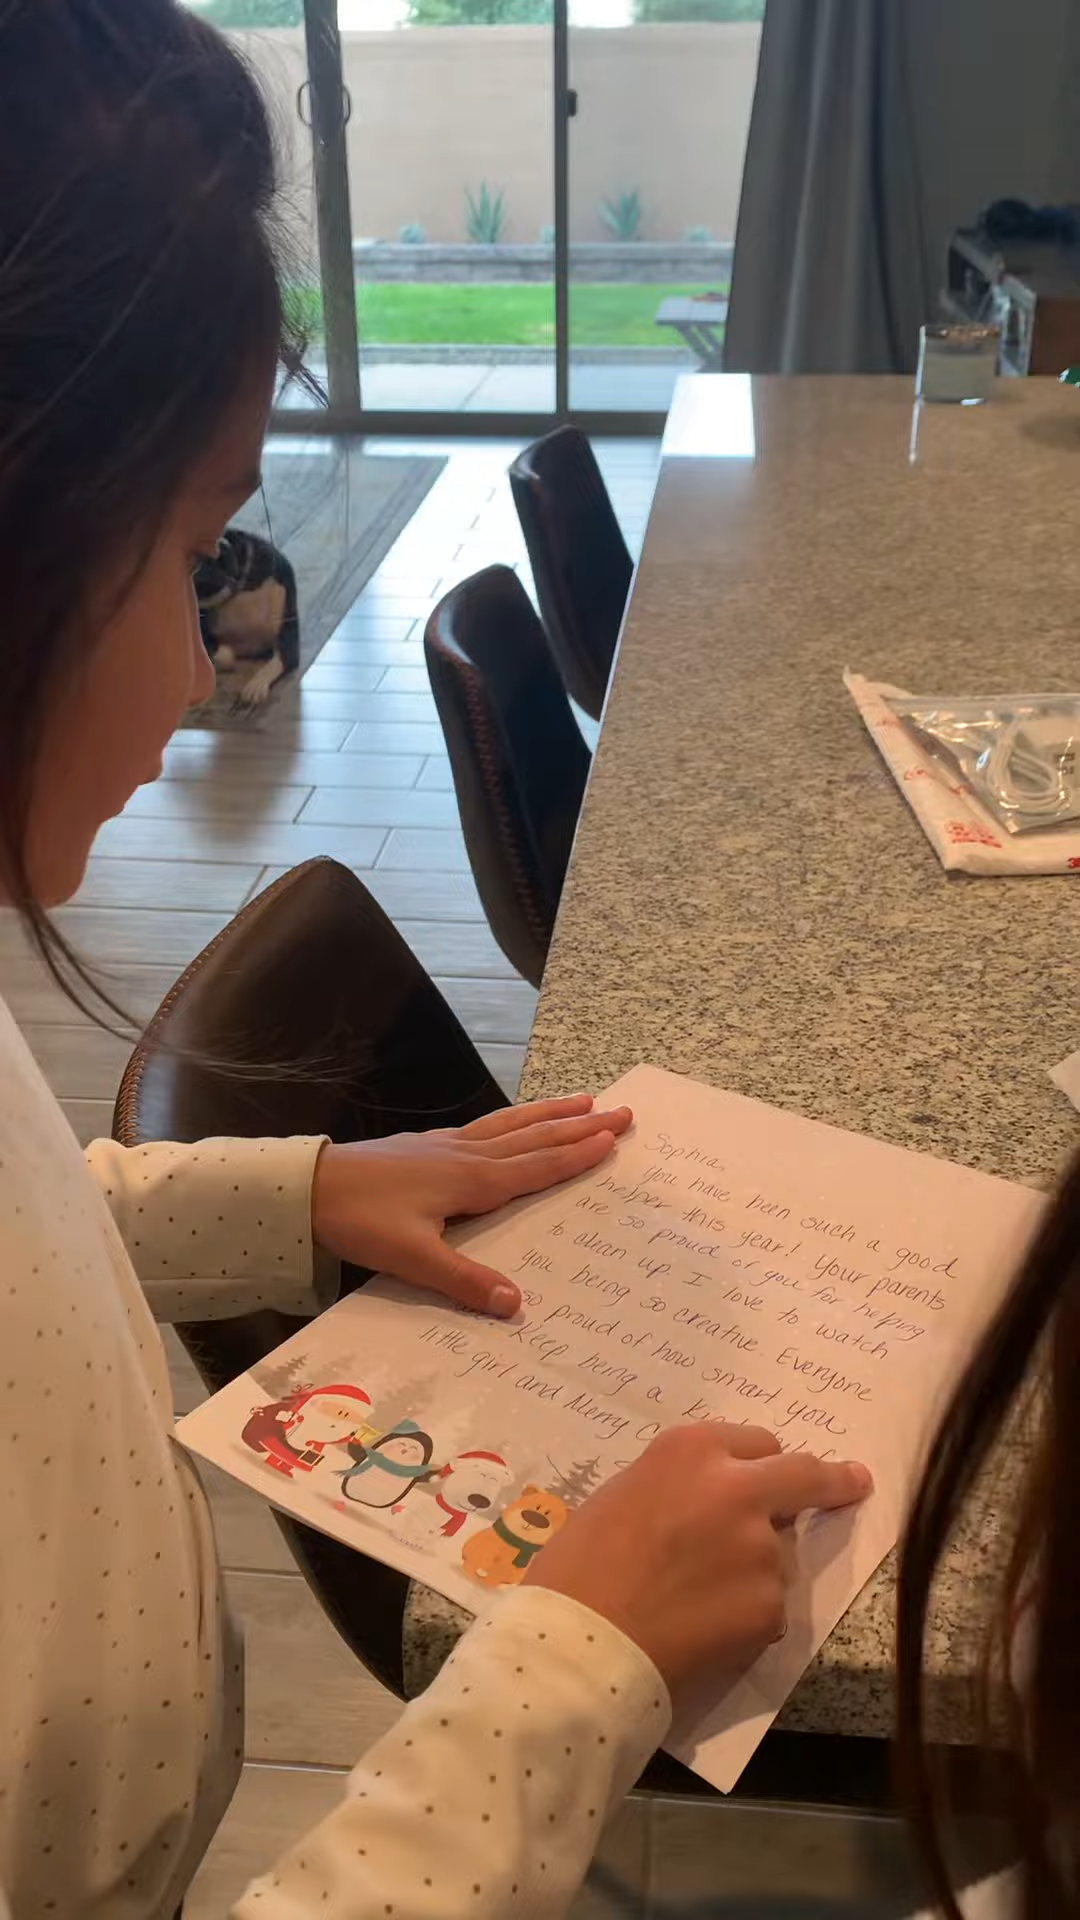 Sophia,
You have been such a good
helper this year! Your parents
are so proud of you for helping
to clean up. I love to watch
you being so creative. Everyone
so proud of how smart you
Keep being a
little girl and Merry